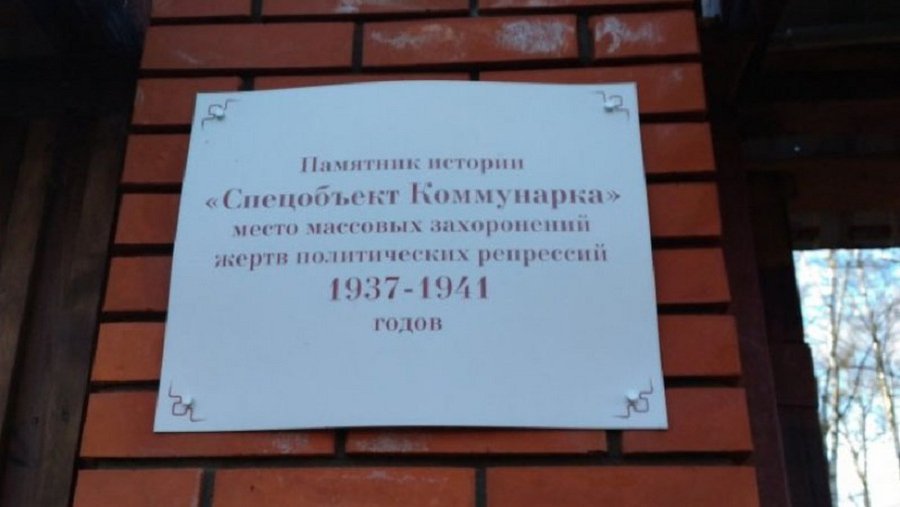 Памятник истории
«Спецобъект Коммунарка»
место массовых захоронений
жертв политических репрессий
1937-1941
годов